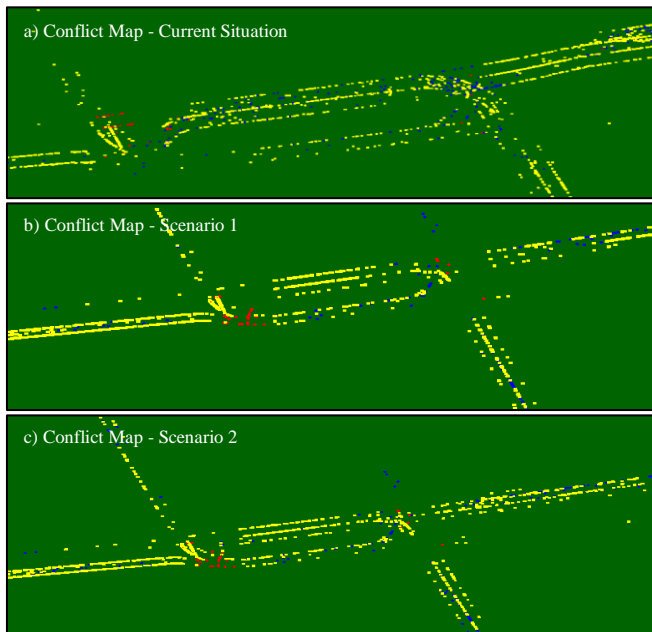 a) Conflict Map - Current Situation
b) Conflict Map - Scenario 1
c) Conflict Map - Scenario 2